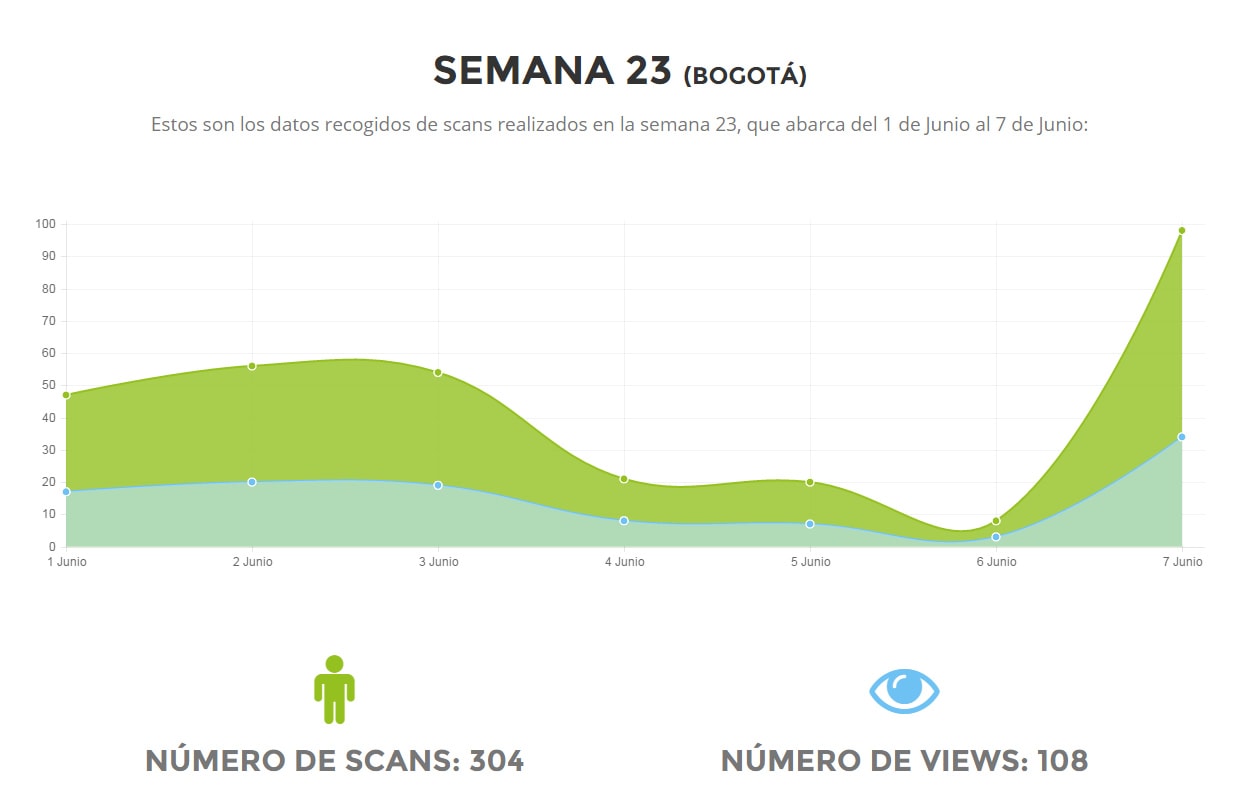 SEMANA 23 (BOGOTÁ)
Estos son los datos recogidos de scans realizados en la semana 23, que abarca del 1 de Junio al 7 de Junio:
100
90
80
70
60
50
40
30
20
10
0
1 Junio 2 Junio 3 Junio 4 Junio 5 Junio 6 Junio 7 Junio
NÚMERO DE SCANS: 304 NÚMERO DE VIEWS: 108